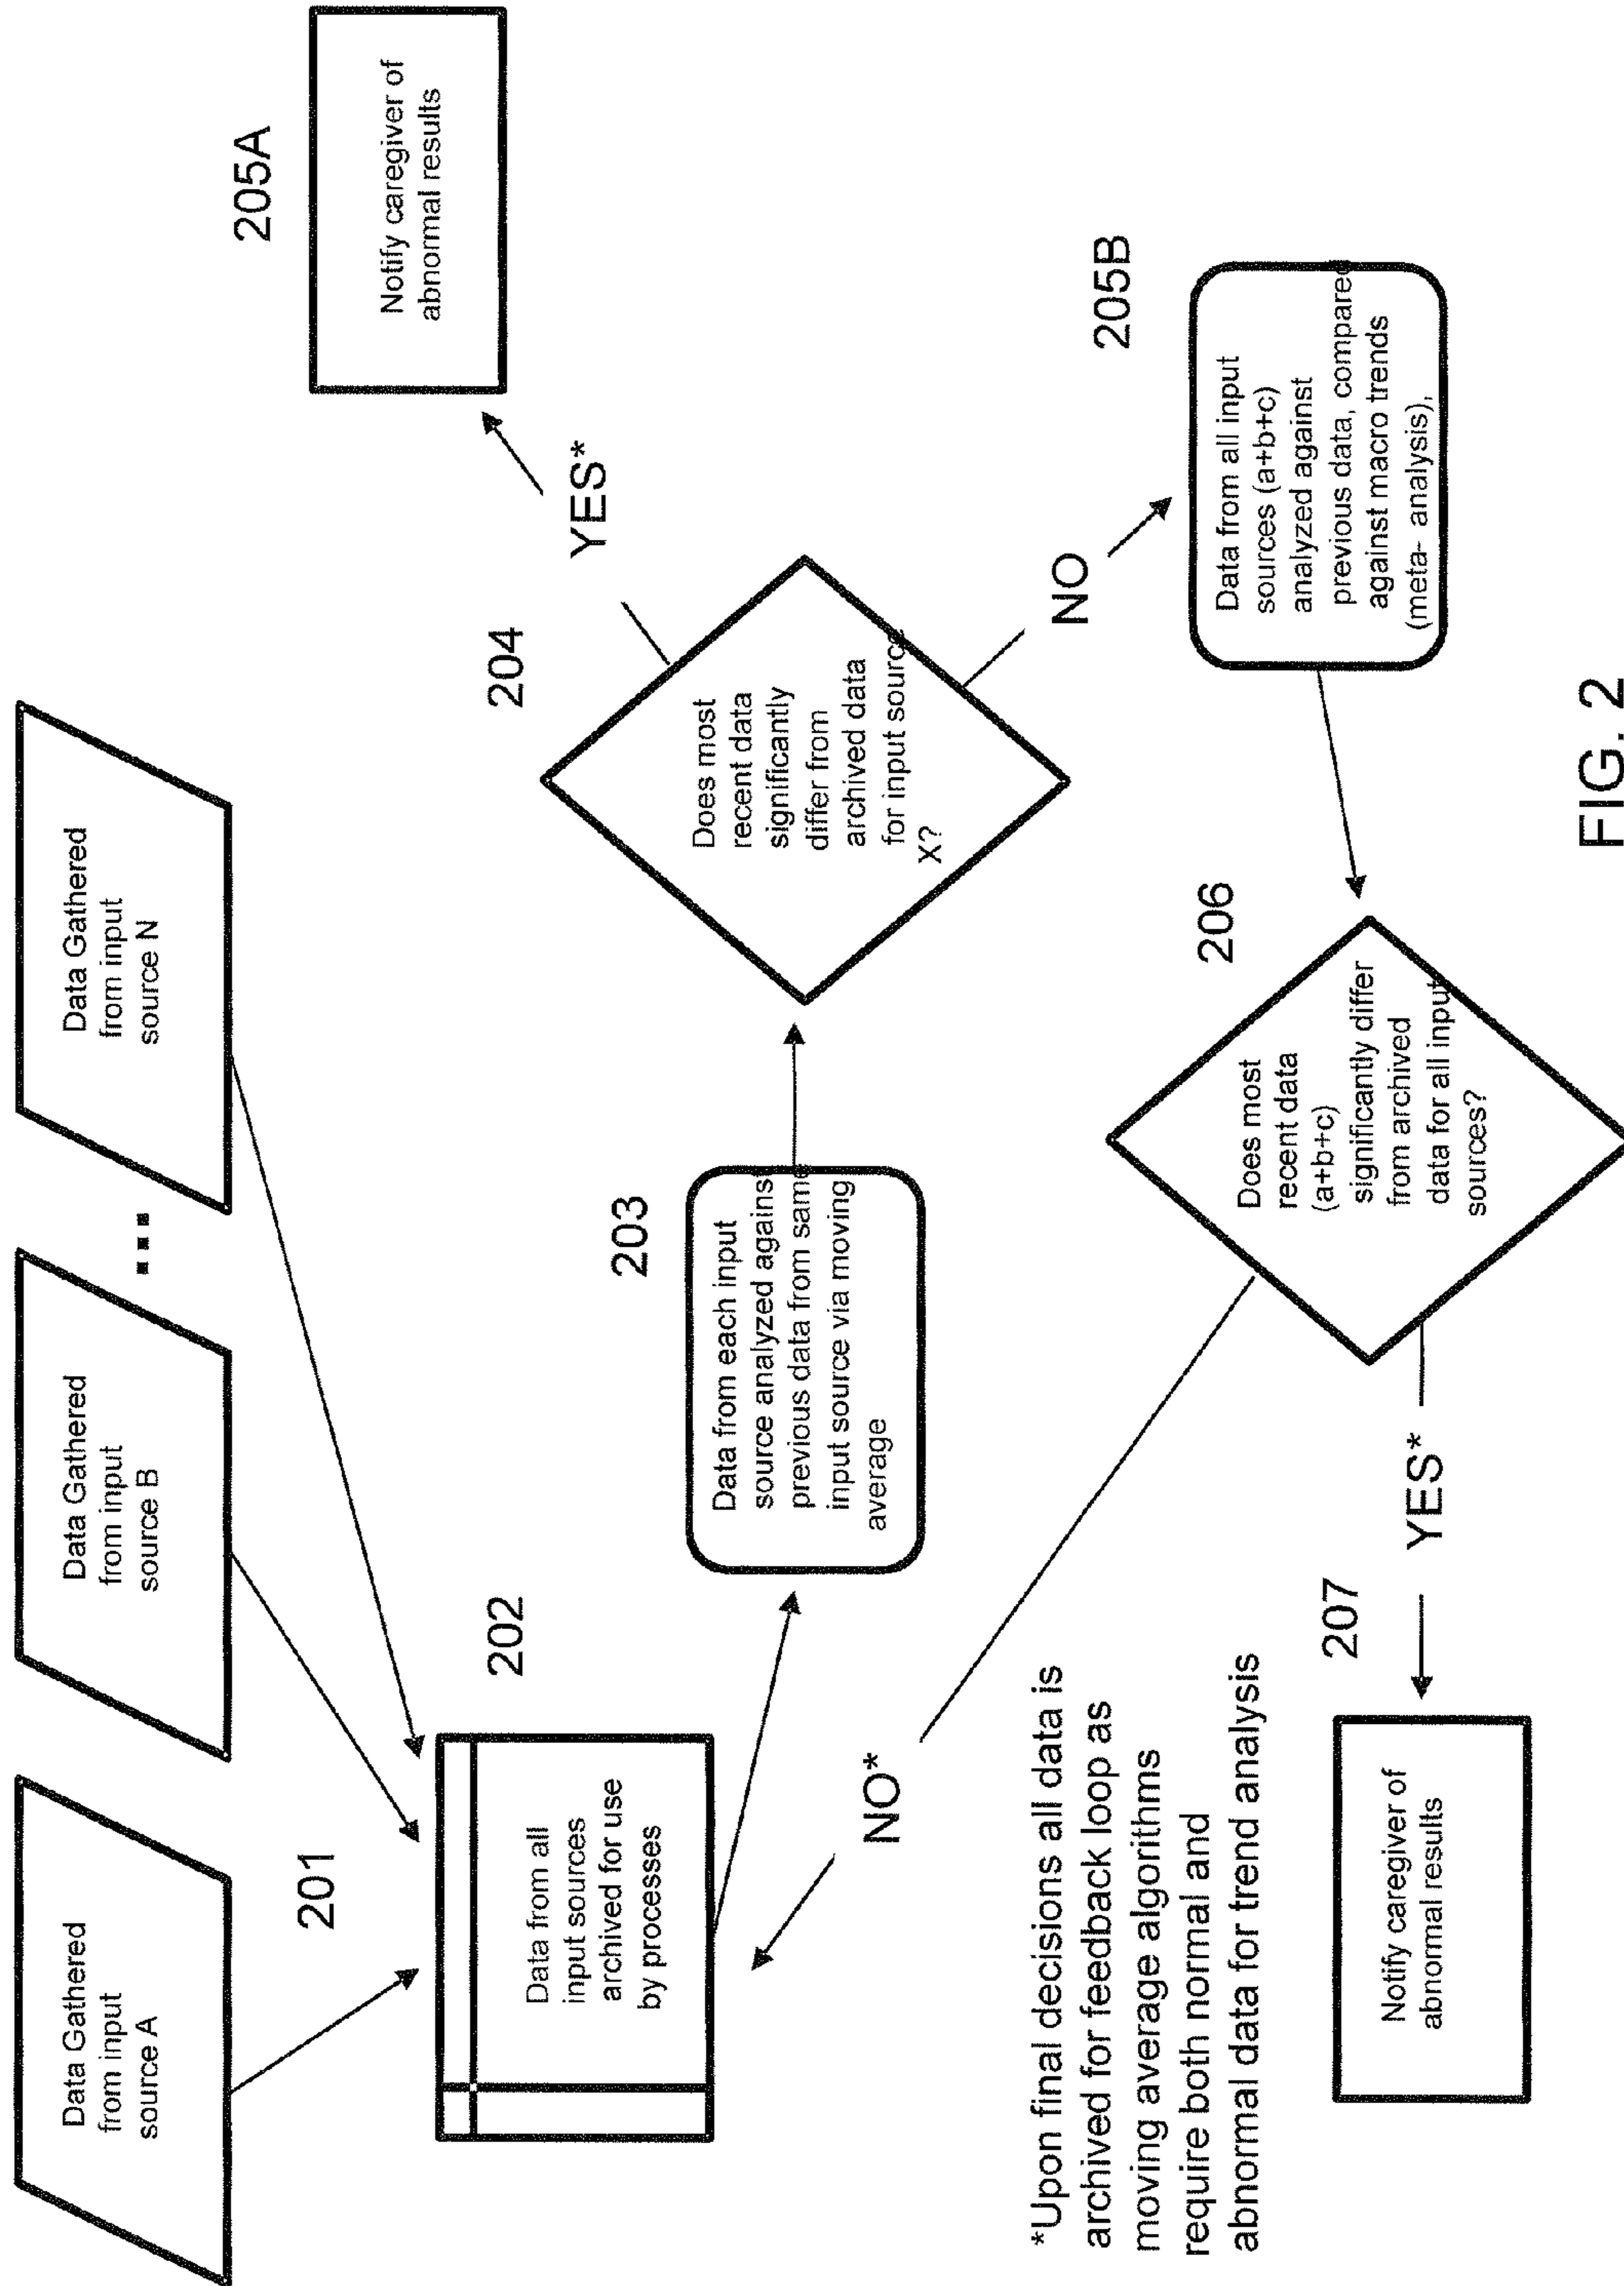 Data Gathered
from input
source A
Data Gathered
from input
source B
...
Data Gathered
from input
source N
201
202
Data from all
input sources
archived for use
by processes
203
Data from each input
source analyzed against
previous data from same
input source via moving
average
204
Does most
recent data
significantly
differ from
archived data
for input source
X?
YES*
205A
Notify caregiver of
abnormal results
NO
205B
Data from all input
sources (a+b+c)
analyzed against
previous data, compared
against macro trends
(meta- analysis),
206
Does most
recent data
(a+b+c)
significantly differ
from archived
data for all input
sources?
NO*
YES*
207
Notify caregiver of
abnormal results
*Upon final decisions all data is
archived for feedback loop as
moving average algorithms
require both normal and
abnormal data for trend analysis
FIG. 2